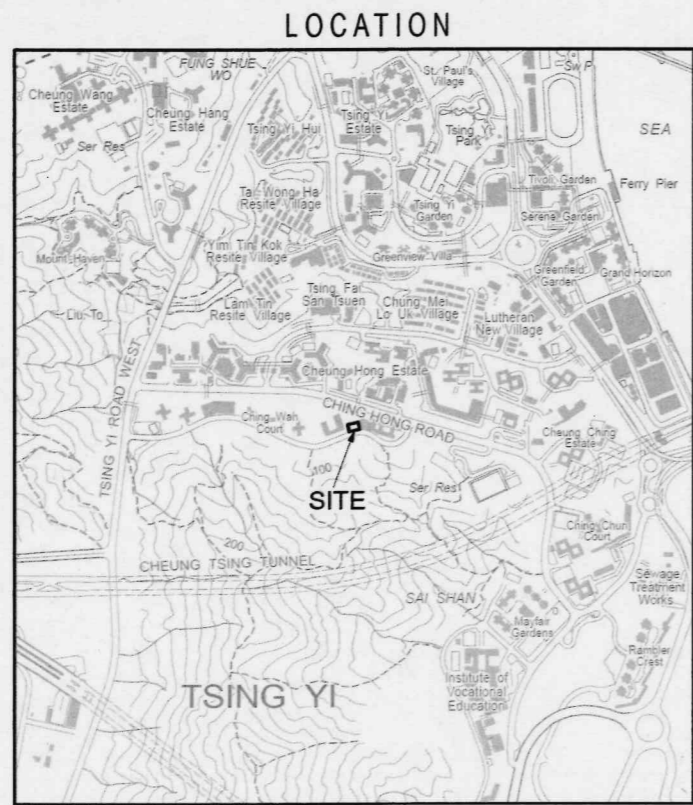 LOCATION
FUNG SHUE
WO
Cheung Wang
Estate
Cheung Hang
Estate
Ser Res
Tsing Yi Hui
Tsing Yi
Estate
St. Paul's
Village
Tsing Yi
Park
Sw P
SEA
Tivoli Garden
Ferry Pier
Tai Wong Ha
Resite Village
Tsing Yi
Garden
Serene Garden
Mount Haven
Yim Tin Kok
Resite Village
Greenview Villa
Greenfield
Garden
Grand Horizon
Liu To
Lam Tin
Resite Village
Tsing Fai
San Tsuen
Chung Mei
Lo Uk Village
Lutheran
New Village
TSING YI ROAD WEST
Cheung Hong Estate
CHING HONG ROAD
Ching Wah
Court
Cheung Ching
Estate
100
SITE
Ser Res
200
CHEUNG TSING TUNNEL
Ching Chun
Court
SAI SHAN
Sewage
Treatment
Works
Mayfair
Gardens
TSING YI
Institute of
Vocational
Education
Rambler
Crest